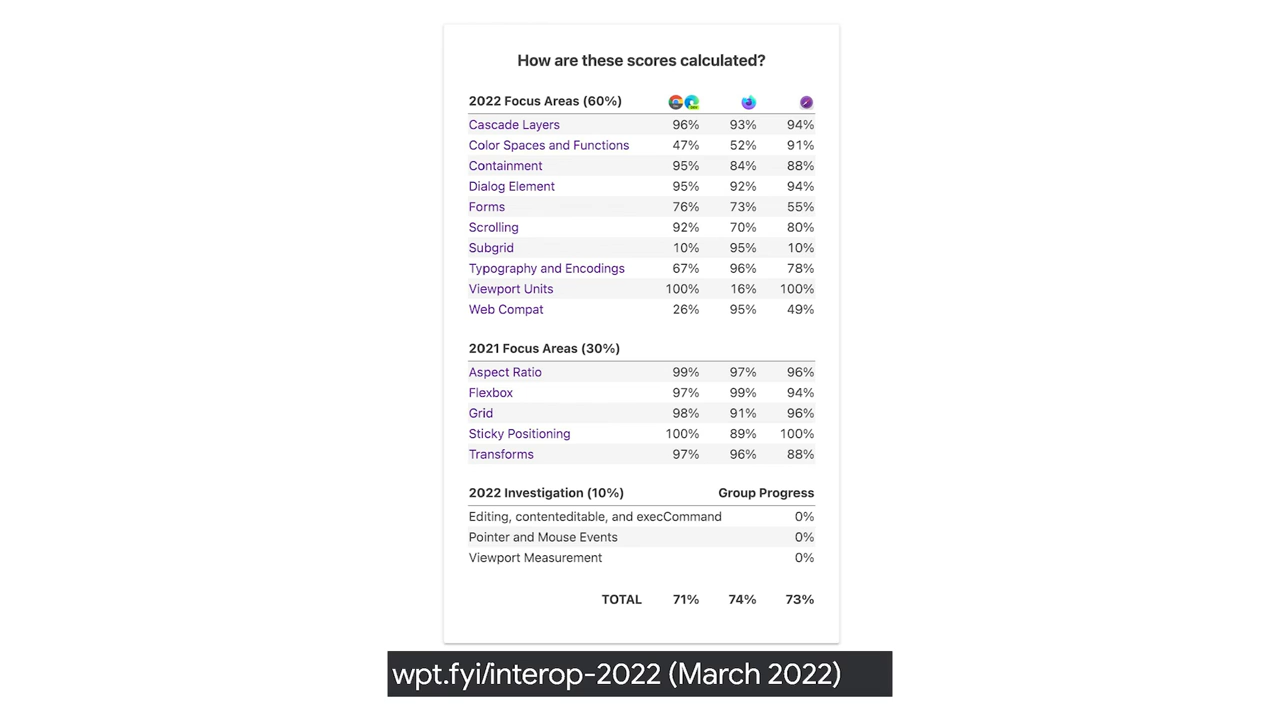 How are these scores calculated?
2022 Focus Areas (60%)
Cascade Layers 96% 93% 94%
Color Spaces and Functions 47% 52% 91%
Containment 95% 84% 88%
Dialog Element 95% 92% 94%
Forms 76% 73% 55%
Scrolling 92% 70% 80%
Subgrid 10% 95% 10%
Typography and Encodings 67% 96% 78%
Viewport Units 100% 16% 100%
Web Compat 26% 95% 49%
2021 Focus Areas (30%)
Aspect Ratio 99% 97% 96%
Flexbox 97% 99% 94%
Grid 98% 91% 96%
Sticky Positioning 100% 89% 100%
Transforms 97% 96% 88%
2022 Investigation (10%) Group Progress
Editing, contenteditable, and execCommand 0%
Pointer and Mouse Events 0%
Viewport Measurement 0%
TOTAL 71% 74% 73%
wpt.fyi/interop-2022 (March 2022)